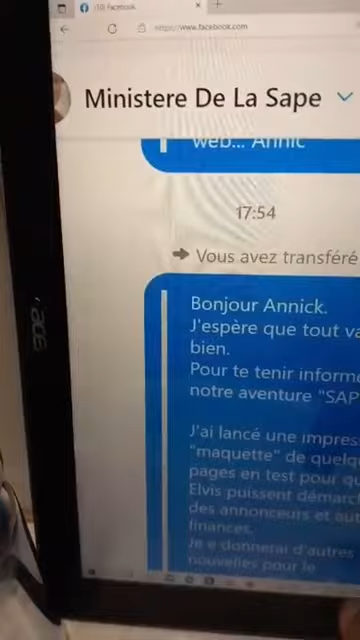 (10) Facebook
https://www.facebook.com
Ministere De La Sape
web... Annic
17:54
Vous avez transféré
Bonjour Annick.
J'espère que tout va
bien.
Pour te tenir informé
notre aventure "SAP
J'ai lancé une impres
"maquette" de quelq
pages en test pour qu
Elvis puissent démarc
des annonceurs et aut
finances.
Je e donnerai d'autres
nouvelles pour le
acer